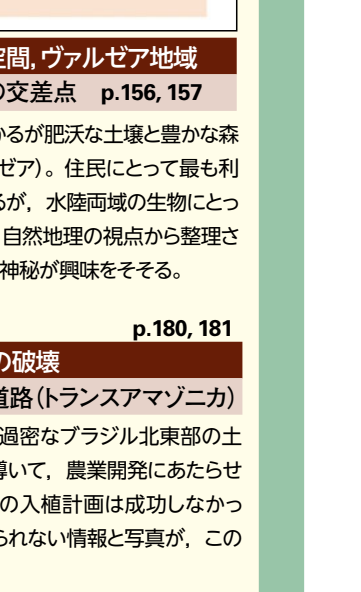 空間，ヴァルゼア地域
の交差点　p.156, 157
かるが肥沃な土壌と豊かな森
ゼア）。住民にとって最も利
るが，水陸両域の生物にとっ
自然地理の視点から整理さ
神秘が興味をそそる。
p.180, 181
の破壊
道路（トランスアマゾニカ）
過密なブラジル北東部の土
導いて，農業開発にあたらせ
の入植計画は成功しなかっ
られない情報と写真が，この